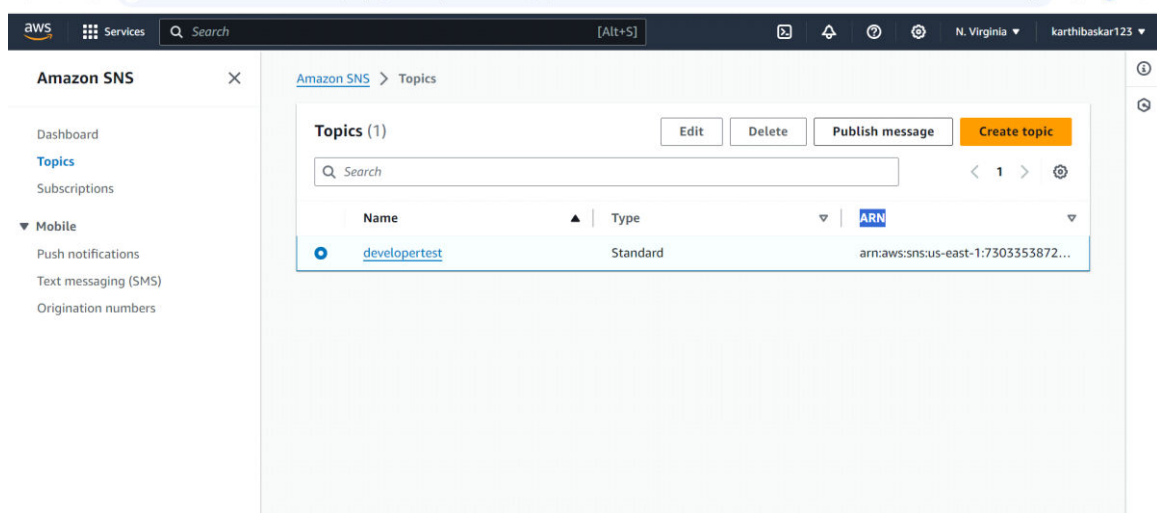 aws Services Search [Alt+S] N. Virginia karthibaskar123
Amazon SNS
Dashboard
Topics
Subscriptions
Mobile
Push notifications
Text messaging (SMS)
Origination numbers
Amazon SNS > Topics
Topics (1) Edit Delete Publish message Create topic
Search 1
Name Type ARN
developertest Standard arn:aws:sns:us-east-1:7303353872...